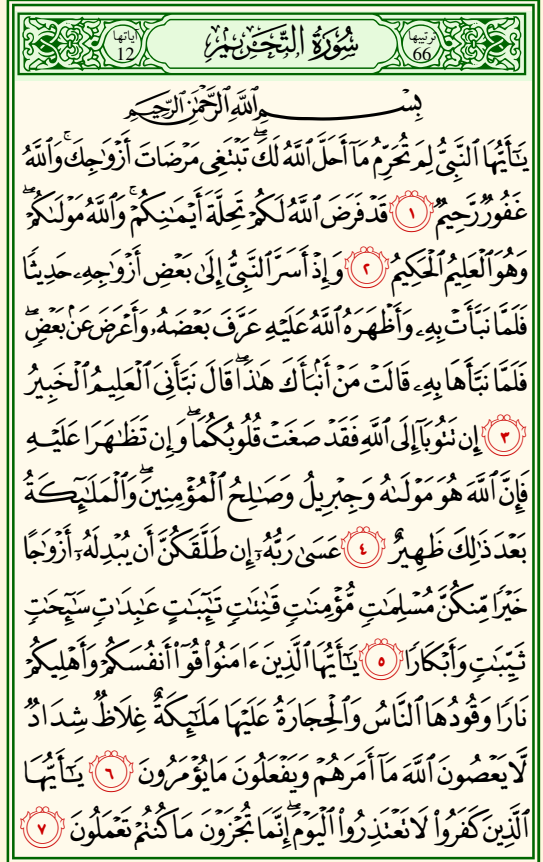 ترتيبها 66 سُورَةُ التَّحْرِيمِ آياتها 12
بِسْمِ ٱللَّهِ ٱلرَّحْمَٰنِ ٱلرَّحِيمِ
يَٰٓأَيُّهَا ٱلنَّبِىُّ لِمَ تُحَرِّمُ مَآ أَحَلَّ ٱللَّهُ لَكَ ۖ تَبْتَغِى مَرْضَاتَ أَزْوَٰجِكَ ۚ وَٱللَّهُ
غَفُورٌ رَّحِيمٌ ١ قَدْ فَرَضَ ٱللَّهُ لَكُمْ تَحِلَّةَ أَيْمَٰنِكُمْ ۚ وَٱللَّهُ مَوْلَىٰكُمْ ۖ
وَهُوَ ٱلْعَلِيمُ ٱلْحَكِيمُ ٢ وَإِذْ أَسَرَّ ٱلنَّبِىُّ إِلَىٰ بَعْضِ أَزْوَٰجِهِۦ حَدِيثًا
فَلَمَّا نَبَّأَتْ بِهِۦ وَأَظْهَرَهُ ٱللَّهُ عَلَيْهِ عَرَّفَ بَعْضَهُۥ وَأَعْرَضَ عَنۢ بَعْضٍ ۖ
فَلَمَّا نَبَّأَهَا بِهِۦ قَالَتْ مَنْ أَنۢبَأَكَ هَٰذَا ۖ قَالَ نَبَّأَنِىَ ٱلْعَلِيمُ ٱلْخَبِيرُ
٣ إِن تَتُوبَآ إِلَى ٱللَّهِ فَقَدْ صَغَتْ قُلُوبُكُمَا ۖ وَإِن تَظَٰهَرَا عَلَيْهِ
فَإِنَّ ٱللَّهَ هُوَ مَوْلَىٰهُ وَجِبْرِيلُ وَصَٰلِحُ ٱلْمُؤْمِنِينَ ۖ وَٱلْمَلَٰٓئِكَةُ
بَعْدَ ذَٰلِكَ ظَهِيرٌ ٤ عَسَىٰ رَبُّهُۥٓ إِن طَلَّقَكُنَّ أَن يُبْدِلَهُۥٓ أَزْوَٰجًا
خَيْرًا مِّنكُنَّ مُسْلِمَٰتٍ مُّؤْمِنَٰتٍ قَٰنِتَٰتٍ تَٰٓئِبَٰتٍ عَٰبِدَٰتٍ سَٰٓئِحَٰتٍ
ثَيِّبَٰتٍ وَأَبْكَارًا ٥ يَٰٓأَيُّهَا ٱلَّذِينَ ءَامَنُوا۟ قُوٓا۟ أَنفُسَكُمْ وَأَهْلِيكُمْ
نَارًا وَقُودُهَا ٱلنَّاسُ وَٱلْحِجَارَةُ عَلَيْهَا مَلَٰٓئِكَةٌ غِلَاظٌ شِدَادٌ
لَّا يَعْصُونَ ٱللَّهَ مَآ أَمَرَهُمْ وَيَفْعَلُونَ مَا يُؤْمَرُونَ ٦ يَٰٓأَيُّهَا
ٱلَّذِينَ كَفَرُوا۟ لَا تَعْتَذِرُوا۟ ٱلْيَوْمَ ۖ إِنَّمَا تُجْزَوْنَ مَا كُنتُمْ تَعْمَلُونَ ٧